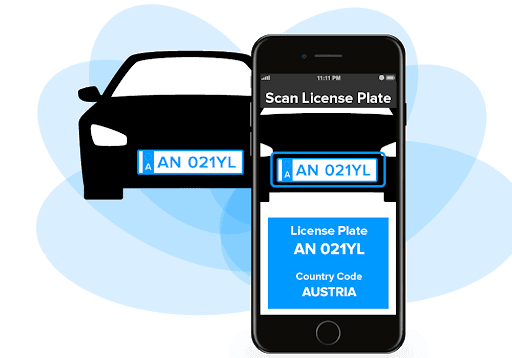 11:11 PM
Scan License Plate
A AN 021YL
A AN 021YL
License Plate
AN 021YL
Country Code
AUSTRIA